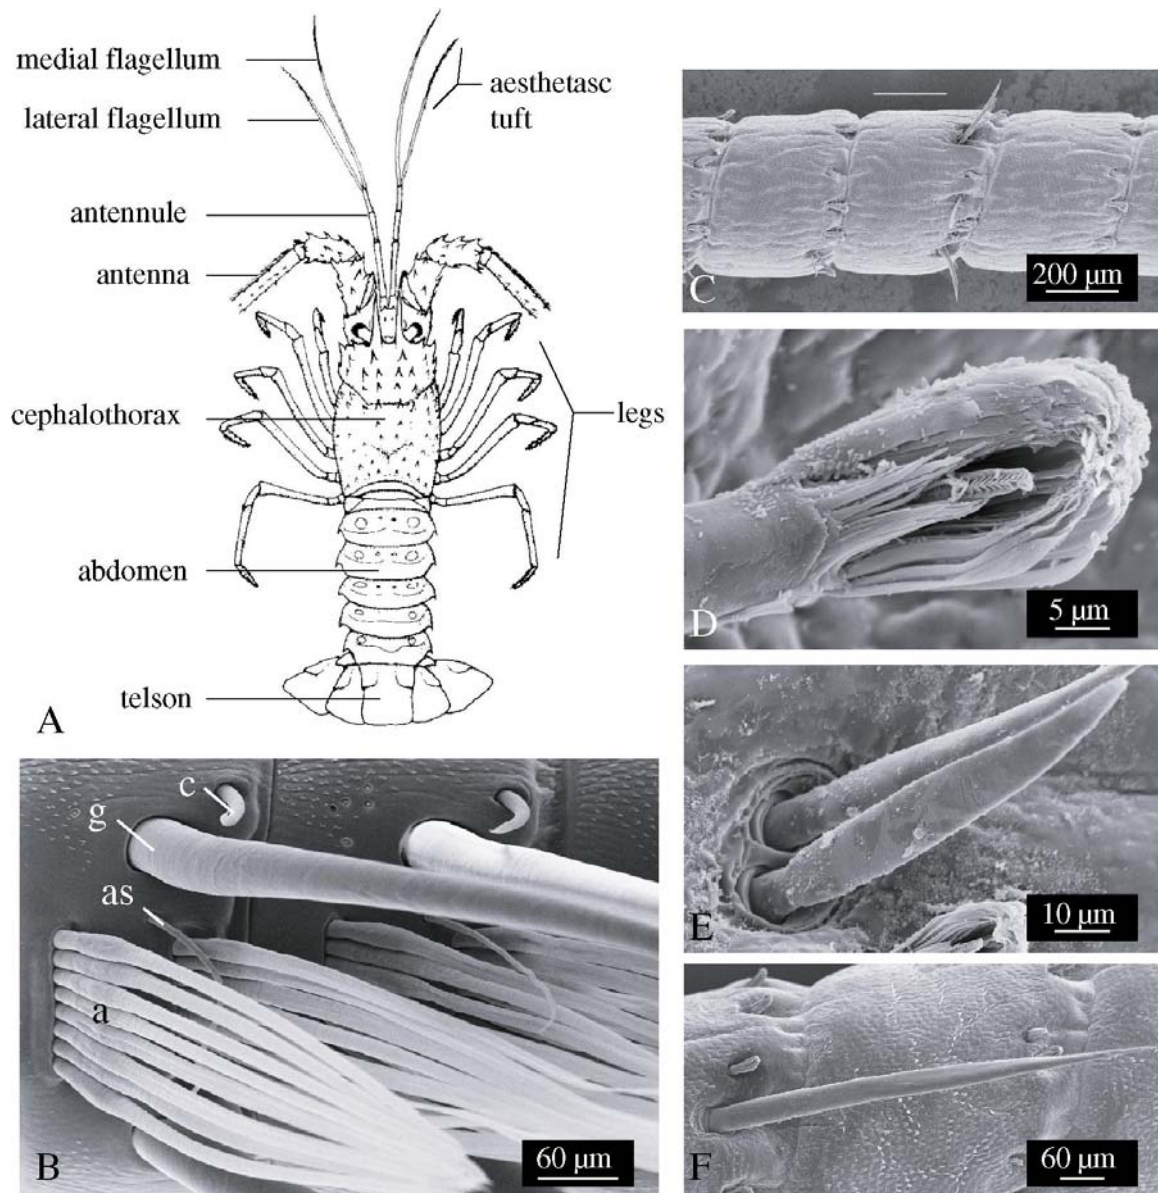 medial flagellum
lateral flagellum
aesthetasc
tuft
antennule
antenna
cephalothorax
legs
abdomen
telson
A
c
g
as
a
B
60 µm
C
200 µm
D
5 µm
E
10 µm
F
60 µm